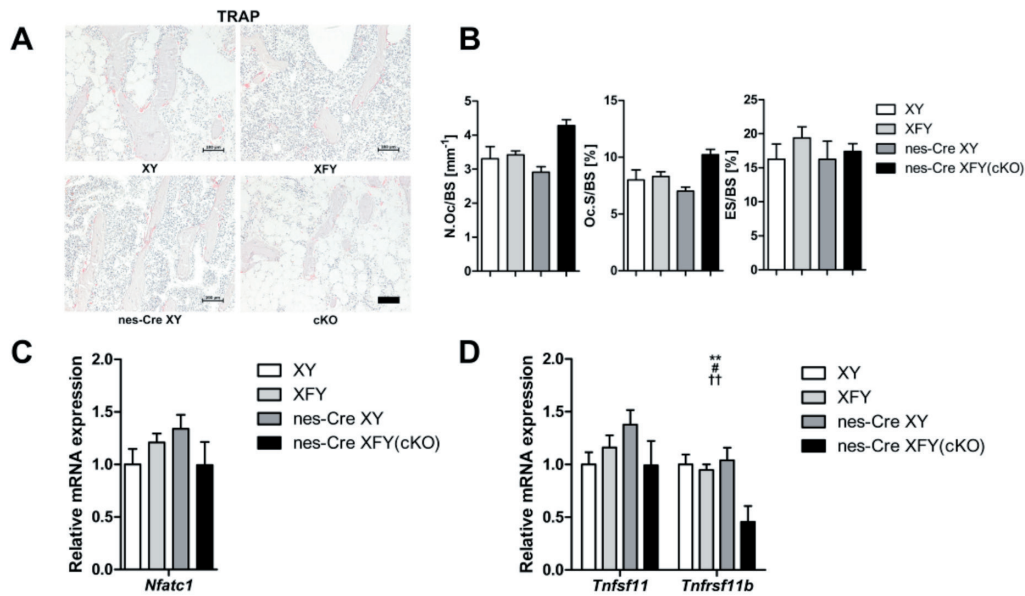 TRAP
A
XY
XFY
nes-Cre XY
cKO
B
N.Oc/BS [mm-1]
5
4
3
2
1
0
Oc.S/BS [%]
15
10
5
0
ES/BS [%]
25
20
15
10
5
0
XY
XFY
nes-Cre XY
nes-Cre XFY(cKO)
C
Relative mRNA expression
2.0
1.5
1.0
0.5
0.0
Nfatc1
XY
XFY
nes-Cre XY
nes-Cre XFY(cKO)
D
Relative mRNA expression
2.0
1.5
1.0
0.5
0.0
**
#
††
Tnfsf11 Tnfrsf11b
XY
XFY
nes-Cre XY
nes-Cre XFY(cKO)